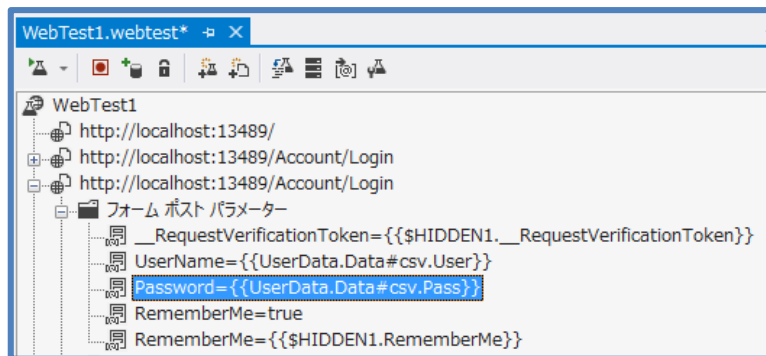 WebTest1.webtest*
WebTest1
http://localhost:13489/
http://localhost:13489/Account/Login
http://localhost:13489/Account/Login
フォーム ポスト パラメーター
__RequestVerificationToken={{$HIDDEN1.__RequestVerificationToken}}
UserName={{UserData.Data#csv.User}}
Password={{UserData.Data#csv.Pass}}
RememberMe=true
RememberMe={{$HIDDEN1.RememberMe}}